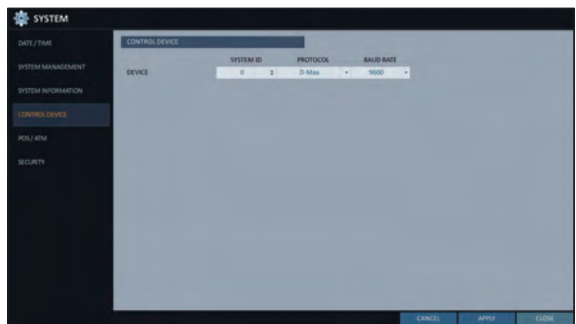 SYSTEM
DATE / TIME
SYSTEM MANAGEMENT
SYSTEM INFORMATION
CONTROL DEVICE
POS / ATM
SECURITY
CONTROL DEVICE
SYSTEM ID PROTOCOL BAUD RATE
DEVICE 0 D-Max 9600
CANCEL APPLY CLOSE